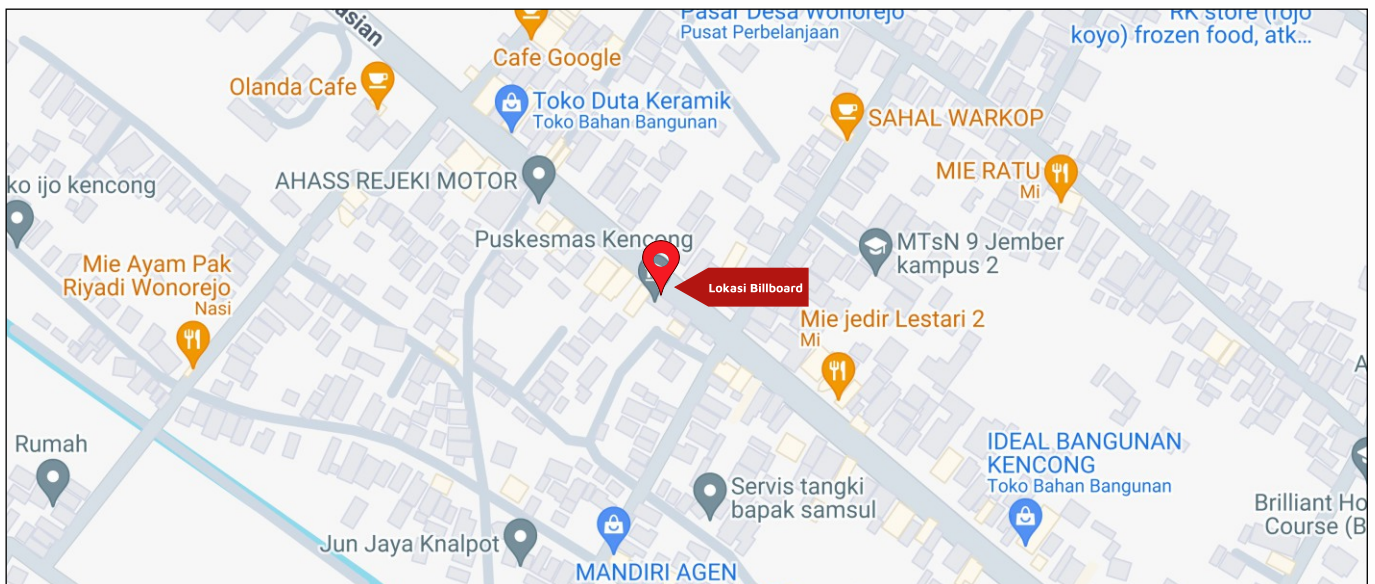 asian
Pasar Desa Wonorejo
Pusat Perbelanjaan
RK store (rojo
koyo) frozen food, atk...
Cafe Google
Olanda Cafe
Toko Duta Keramik
Toko Bahan Bangunan
SAHAL WARKOP
MIE RATU
Mi
ko ijo kencong
AHASS REJEKI MOTOR
Puskesmas Kencong
MTsN 9 Jember
kampus 2
Mie Ayam Pak
Riyadi Wonorejo
Nasi
Lokasi Billboard
Mie jedir Lestari 2
Mi
A
Rumah
IDEAL BANGUNAN
KENCONG
Toko Bahan Bangunan
Servis tangki
bapak samsul
Brilliant Ho
Course (B
Jun Jaya Knalpot
MANDIRI AGEN